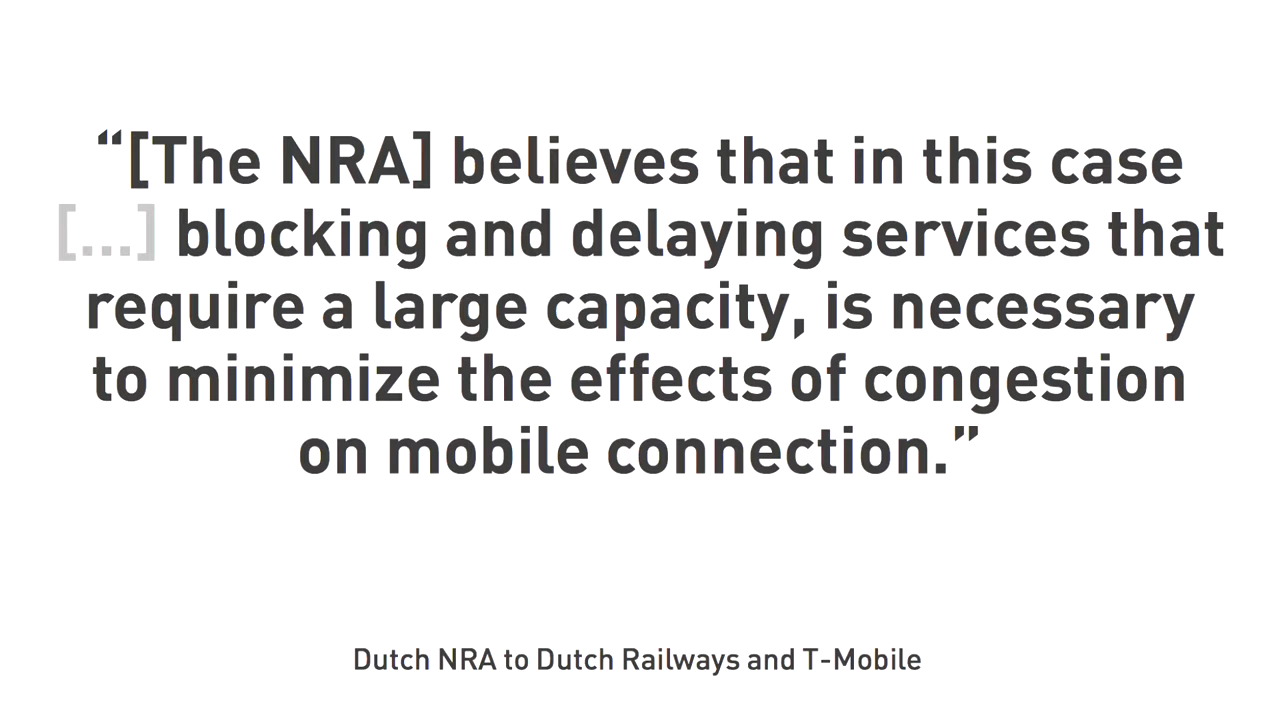 “[The NRA] believes that in this case
[...] blocking and delaying services that
require a large capacity, is necessary
to minimize the effects of congestion
on mobile connection.”
Dutch NRA to Dutch Railways and T-Mobile